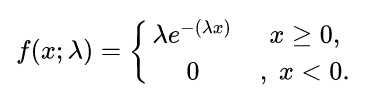 f(x; λ) = { λe^{-(λx)}   x ≥ 0,
0   , x < 0.